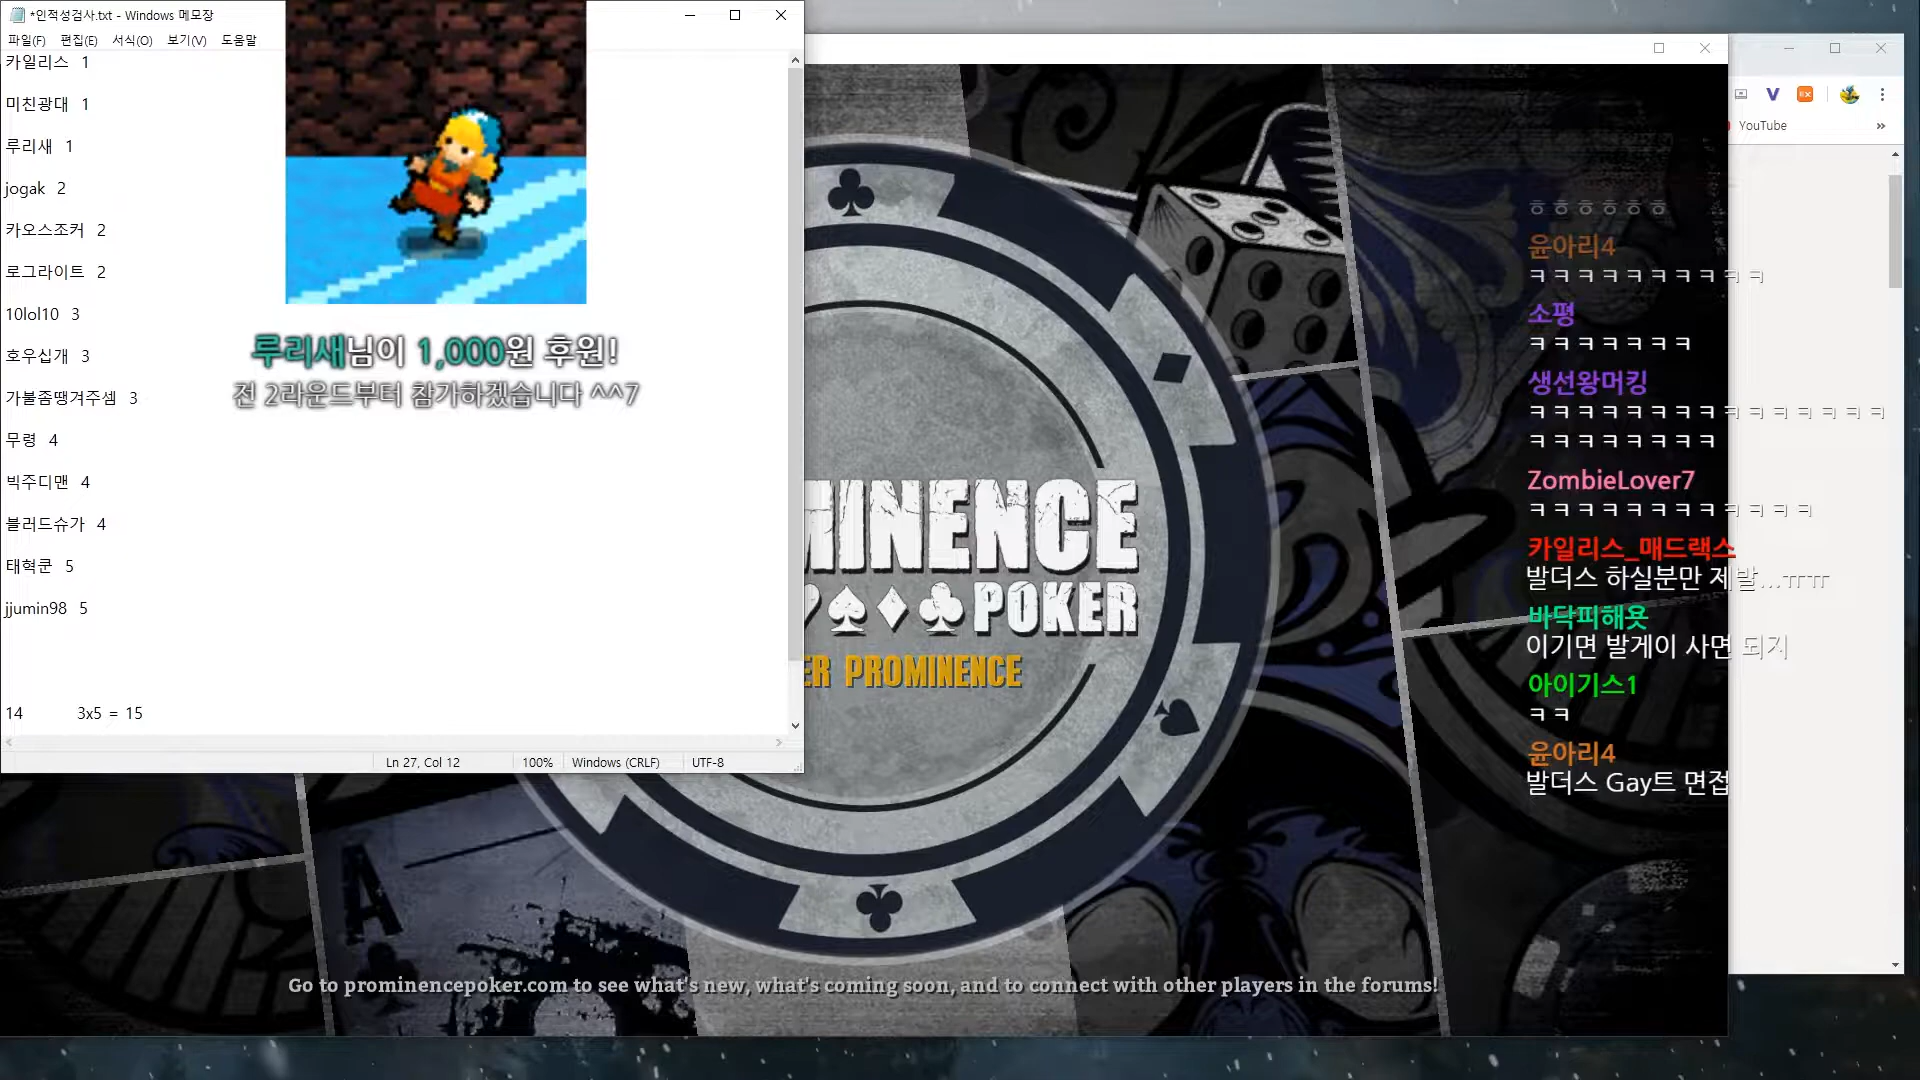 *인적성검사.txt - Windows 메모장
파일(F) 편집(E) 서식(O) 보기(V) 도움말
카일리스 1
미친광대 1
루리새 1
jogak 2
카오스조커 2
로그라이트 2
10lol10 3
호우십개 3
가불좀땡겨주셈 3
무령 4
빅주디맨 4
블러드슈가 4
태혁쿤 5
jjumin98 5
14 3x5 = 15
Ln 27, Col 12 100% Windows (CRLF) UTF-8
루리새님이 1,000원 후원!
전 2라운드부터 참가하겠습니다 ^^7
MINENCE
POKER
ER PROMINENCE
A
Go to prominencepoker.com to see what's new, what's coming soon, and to connect with other players in the forums!
YouTube
ㅎㅎㅎㅎㅎㅎ
윤아리4
ㅋㅋㅋㅋㅋㅋㅋㅋㅋㅋ
소평
ㅋㅋㅋㅋㅋㅋㅋ
생선왕머킹
ㅋㅋㅋㅋㅋㅋㅋㅋㅋㅋㅋㅋㅋㅋㅋ
ㅋㅋㅋㅋㅋㅋㅋㅋ
ZombieLover7
ㅋㅋㅋㅋㅋㅋㅋㅋㅋㅋㅋㅋ
카일리스_매드랙스
발더스 하실분만 제발...ㅠㅠ
바닥피해욧
이기면 발게이 사면 되지
아이기스1
ㅋㅋ
윤아리4
발더스 Gay트 면접